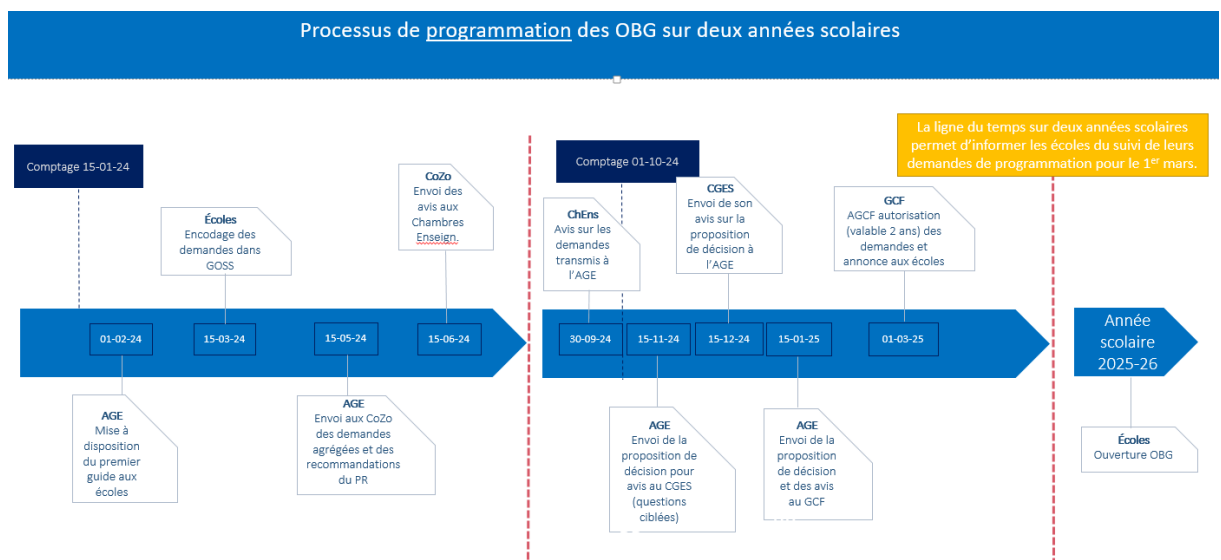 Processus de programmation des OBG sur deux années scolaires
La ligne du temps sur deux années scolaires
permet d’informer les écoles du suivi de leurs
demandes de programmation pour le 1er mars.
Comptage 15-01-24
Écoles
Encodage des
demandes dans
GOSS
CoZo
Envoi des
avis aux
Chambres
Enseign.
Comptage 01-10-24
ChEns
Avis sur les
demandes
transmis à
l’AGE
CGES
Envoi de son
avis sur la
proposition
de décision à
l’AGE
GCF
AGCF autorisation
(valable 2 ans) des
demandes et
annonce aux écoles
01-02-24
15-03-24
15-05-24
15-06-24
30-09-24
15-11-24
15-12-24
15-01-25
01-03-25
Année
scolaire
2025-26
AGE
Mise à
disposition
du premier
guide aux
écoles
AGE
Envoi aux CoZo
des demandes
agrégées et des
recommandations
du PR
AGE
Envoi de la
proposition de
décision pour
avis au CGES
(questions
ciblées)
AGE
Envoi de la
proposition
de décision
et des avis
au GCF
Écoles
Ouverture OBG